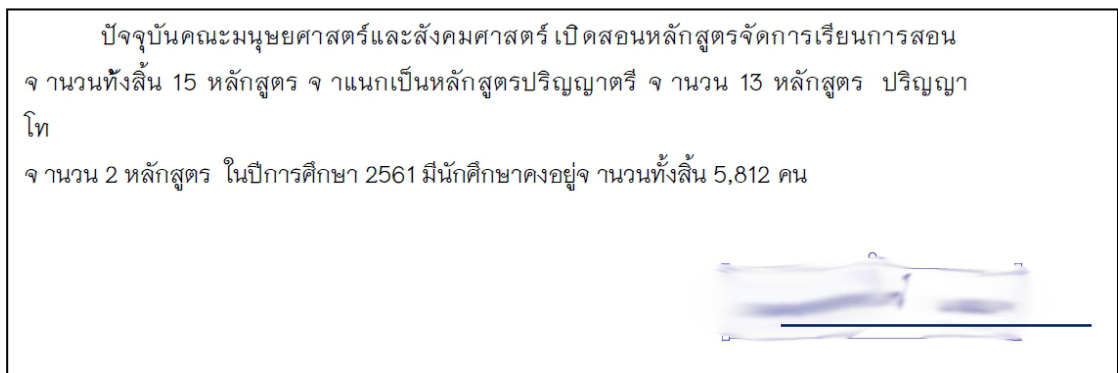 ปัจจุบันคณะมนุษยศาสตร์และสังคมศาสตร์ เปิดสอนหลักสูตรจัดการเรียนการสอน
จ านวนทั้งสิ้น 15 หลักสูตร จ าแนกเป็นหลักสูตรปริญญาตรี จ านวน 13 หลักสูตร ปริญญา
โท
จ านวน 2 หลักสูตร ในปีการศึกษา 2561 มีนักศึกษาคงอยู่จ านวนทั้งสิ้น 5,812 คน